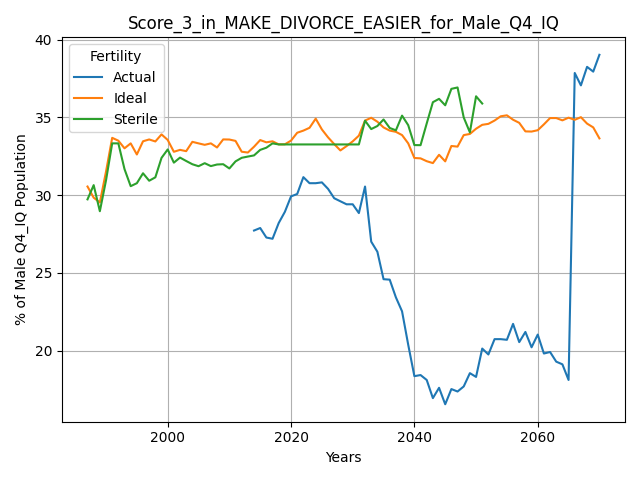 Score_3_in_MAKE_DIVORCE_EASIER_for_Male_Q4_IQ
Fertility
Actual
Ideal
Sterile
% of Male Q4_IQ Population
40
35
30
25
20
2000
2020
2040
2060
Years